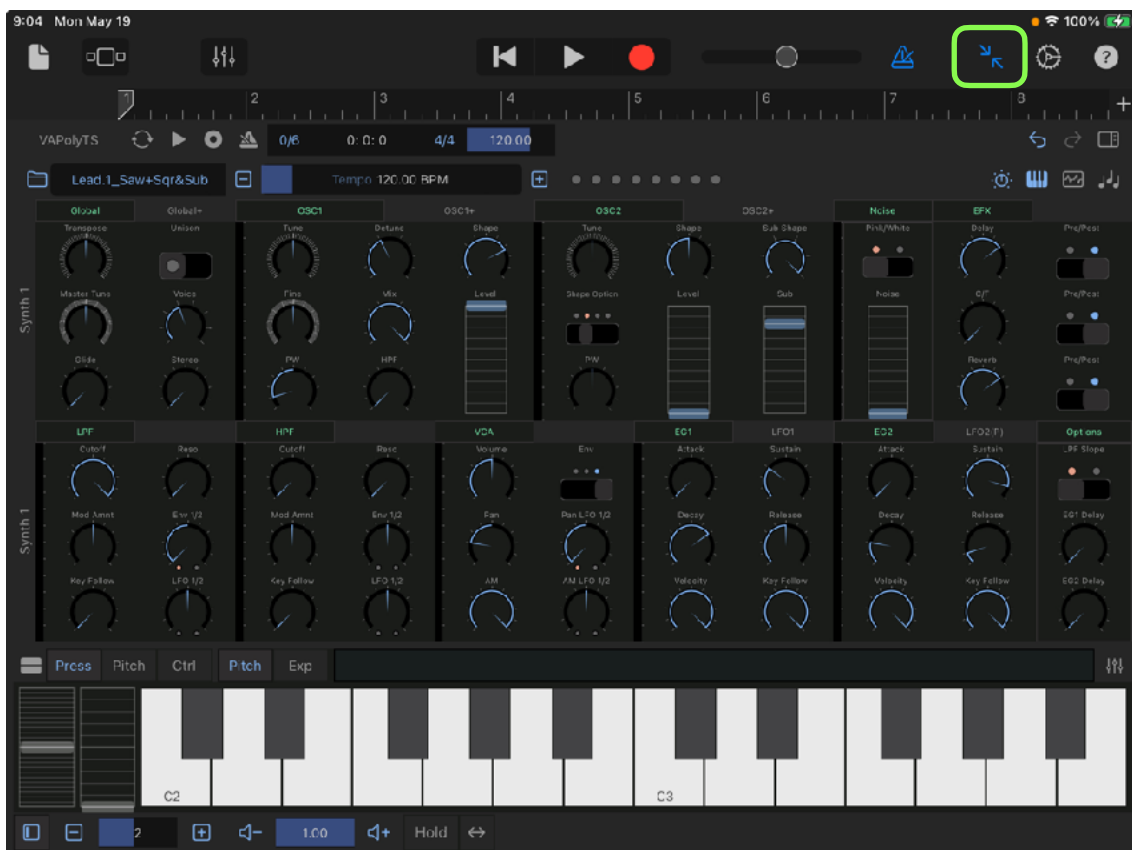 9:04 Mon May 19
100%
1 2 3 4 5 6 7 8
VAPolyTS 0/6 0: 0: 0 4/4 120.00
Lead.1_Saw+Sqr&Sub Tempo 120.00 BPM
Global Global+ OSC1 OSC1+ OSC2 OSC2+ Noise EFX
Transpose Unison Tune Detune Shape Tune Shape Sub Shape Pink/White Delay Pre/Post
Synth 1
Master Tune Voice Fine Mix Level Shape Option Level Sub Noise C/F Pre/Post
Glide Stereo PW HPF PW Reverb Pre/Post
LPF HPF VCA EG1 LFO1 EG2 LFO2(P) Options
Cutoff Reso Cutoff Reso Volume Env Attack Sustain Attack Sustain LPF Slope
Synth 1
Mod Amnt Env 1/2 Mod Amnt Env 1/2 Pan Pan LFO 1/2 Decay Release Decay Release EG1 Delay
Key Follow LFO 1/2 Key Follow LFO 1/2 AM AM LFO 1/2 Velocity Key Follow Velocity Key Follow EG2 Delay
Press Pitch Ctrl Pitch Exp
C2 C3
2 1.00 Hold